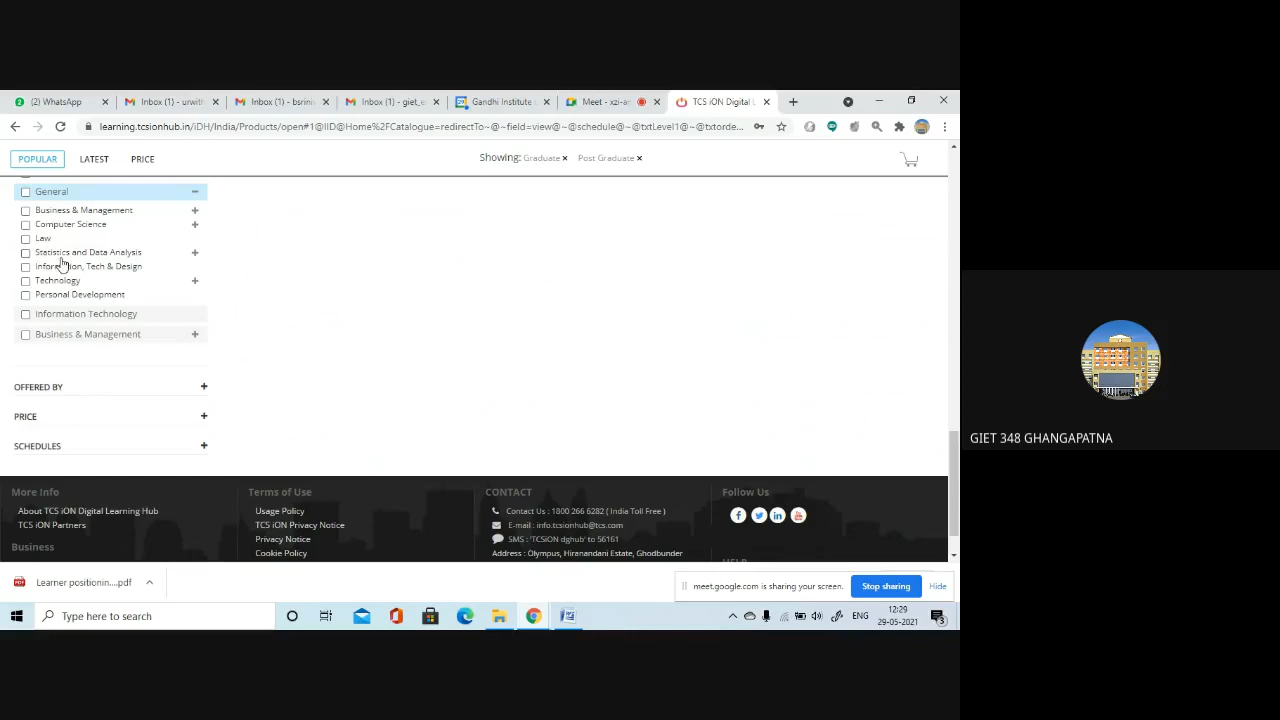 (2) WhatsApp
Inbox (1) - urwith
Inbox (1) - bsrini
Inbox (1) - giet_e
Gandhi Institute
Meet - xzi-a
TCS iON Digital L
learning.tcsionhub.in/iDH/India/Products/open#1@IID@Home%2FCatalogue=redirectTo~@~field=view@~@schedule@~@txtLevel1@~@txtorde...
POPULAR LATEST PRICE
Showing: Graduate × Post Graduate ×
General −
Business & Management +
Computer Science +
Law
Statistics and Data Analysis +
Information, Tech & Design
Technology +
Personal Development
Information Technology
Business & Management +
OFFERED BY +
PRICE +
SCHEDULES +
More Info
About TCS iON Digital Learning Hub
TCS iON Partners
Business
Terms of Use
Usage Policy
TCS iON Privacy Notice
Privacy Notice
Cookie Policy
CONTACT
Contact Us : 1800 266 6282 ( India Toll Free )
E-mail : info.tcsionhub@tcs.com
SMS : 'TCSiON dghub' to 56161
Address : Olympus, Hiranandani Estate, Ghodbunder
Follow Us
HELP
Learner positionin....pdf
meet.google.com is sharing your screen.
Stop sharing
Hide
Type here to search
ENG
12:29
29-05-2021
3
GIET 348 GHANGAPATNA